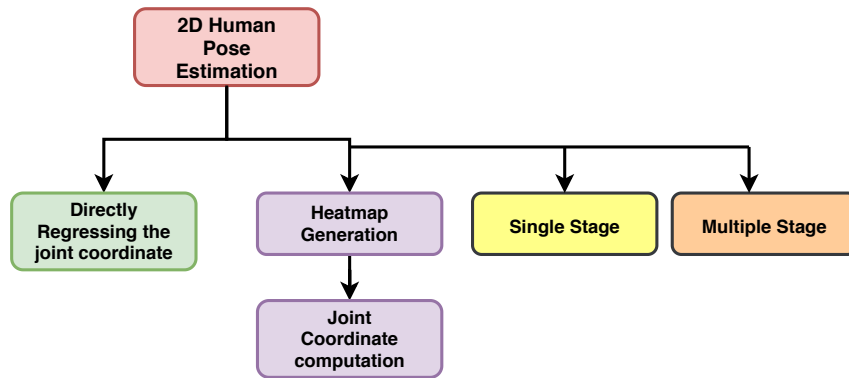 2D Human
Pose
Estimation
Directly
Regressing the
joint coordinate
Heatmap
Generation
Single Stage
Multiple Stage
Joint
Coordinate
computation